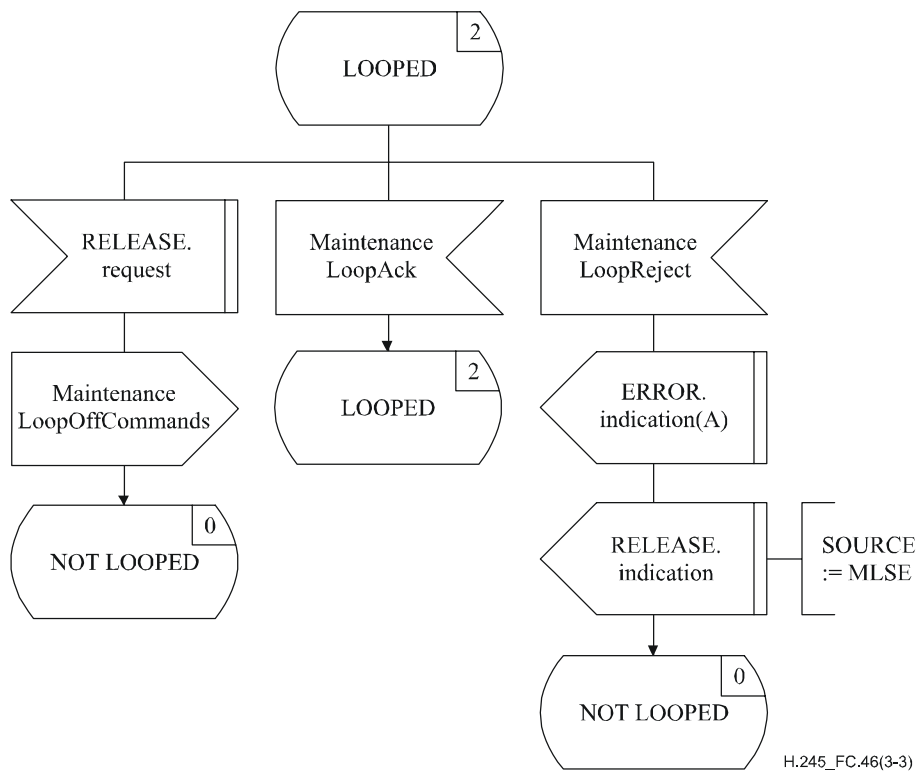 2
LOOPED
RELEASE.
request
Maintenance
LoopAck
Maintenance
LoopReject
Maintenance
LoopOffCommands
2
LOOPED
ERROR.
indication(A)
0
NOT LOOPED
RELEASE.
indication
SOURCE
:= MLSE
0
NOT LOOPED
H.245_FC.46(3-3)